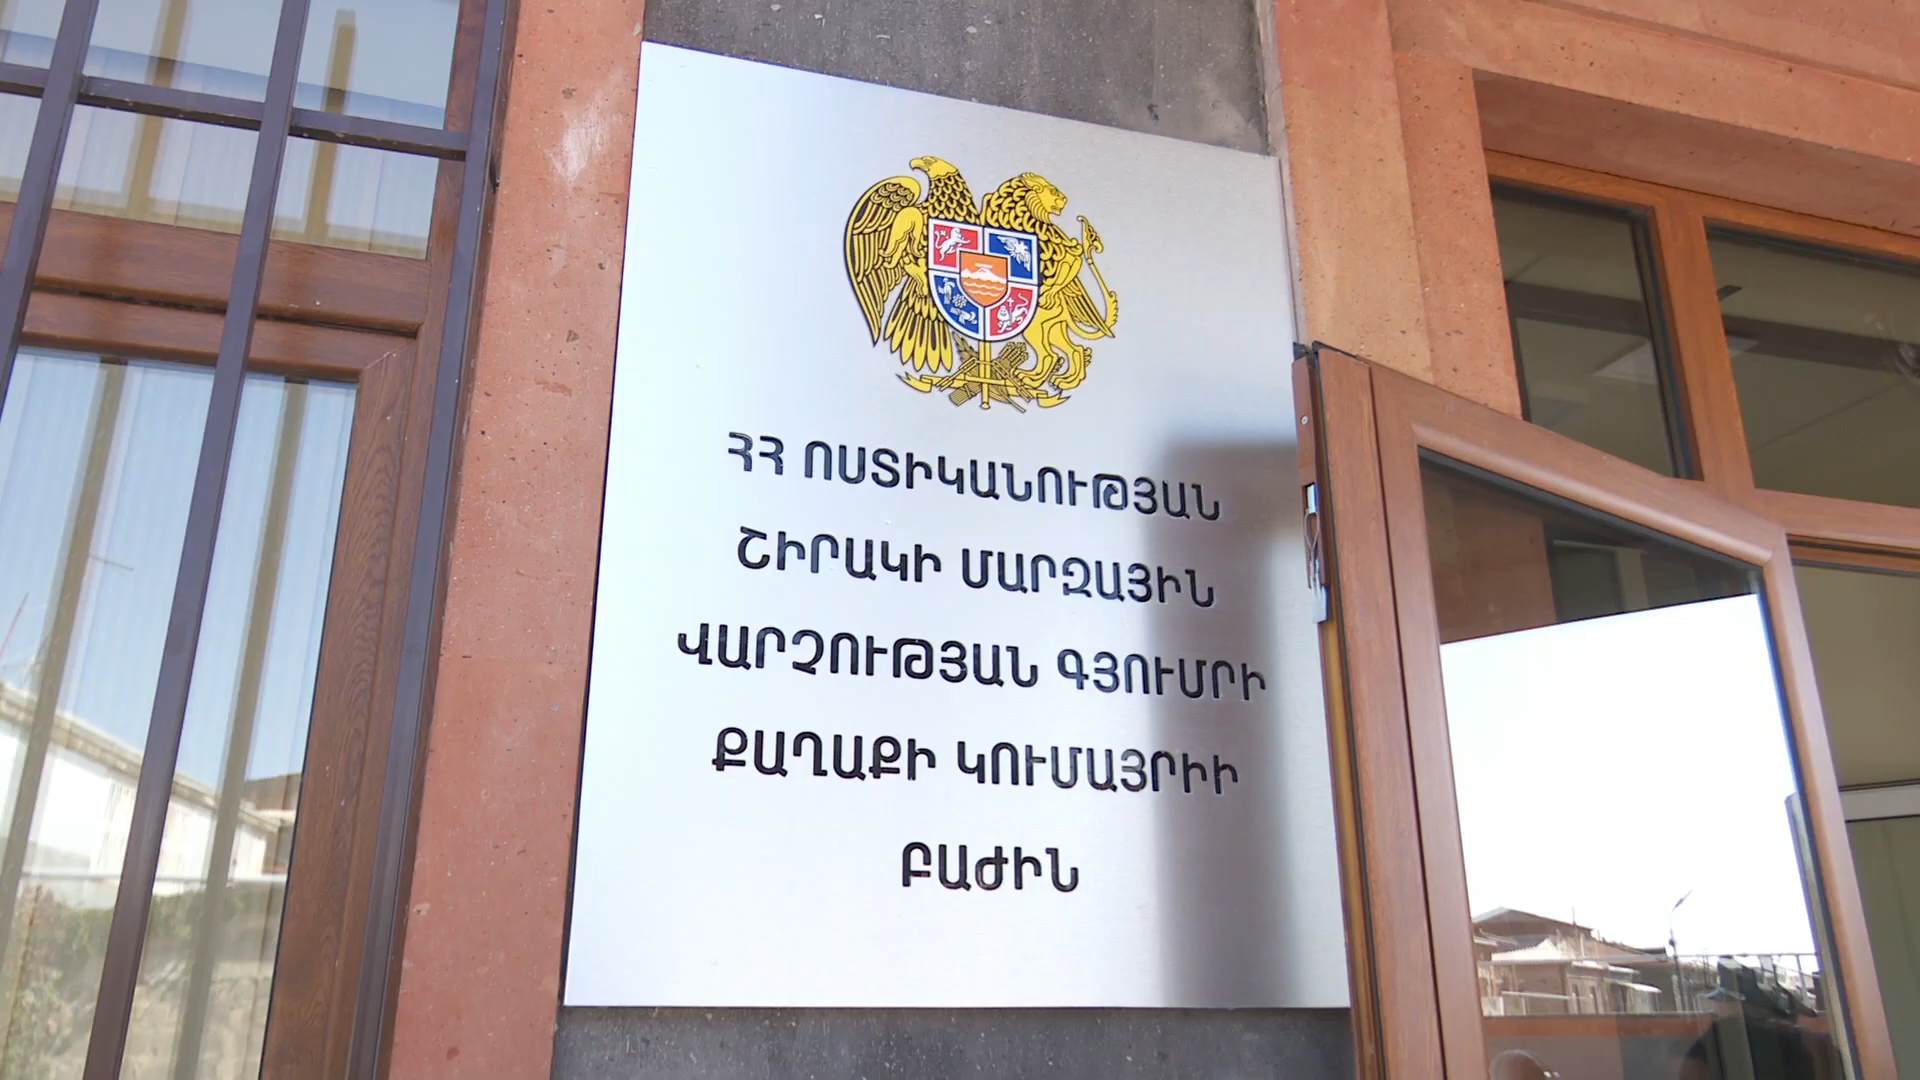 ՀՀ ՈՍՏԻԿԱՆՈՒԹՅԱՆ
ՇԻՐԱԿԻ ՄԱՐԶԱՅԻՆ
ՎԱՐՉՈՒԹՅԱՆ ԳՅՈՒՄՐԻ
ՔԱՂԱՔԻ ԿՈՒՄԱՅՐԻԻ
ԲԱԺԻՆ